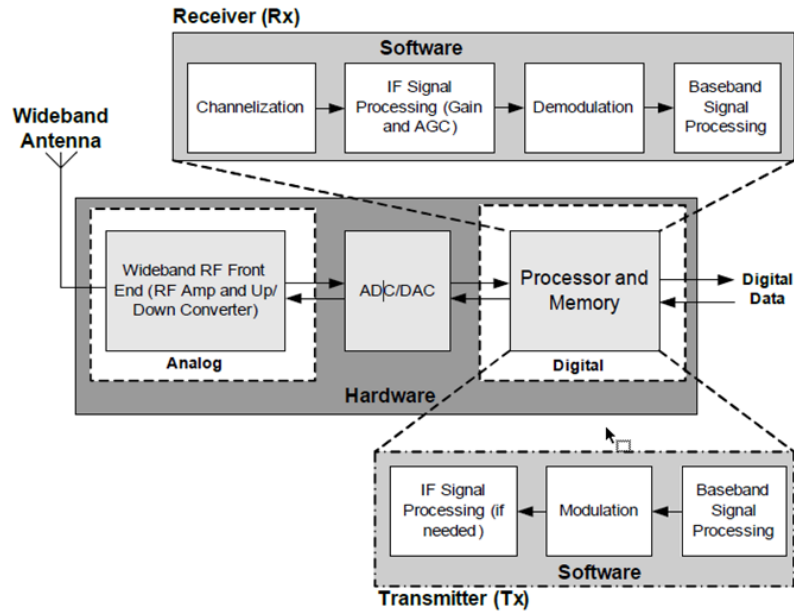 Receiver (Rx)
Software
Channelization
IF Signal
Processing (Gain
and AGC)
Demodulation
Baseband
Signal
Processing
Wideband
Antenna
Wideband RF Front
End (RF Amp and Up/
Down Converter)
Analog
ADC/DAC
Processor and
Memory
Digital
Digital
Data
Hardware
IF Signal
Processing (if
needed)
Modulation
Baseband
Signal
Processing
Software
Transmitter (Tx)